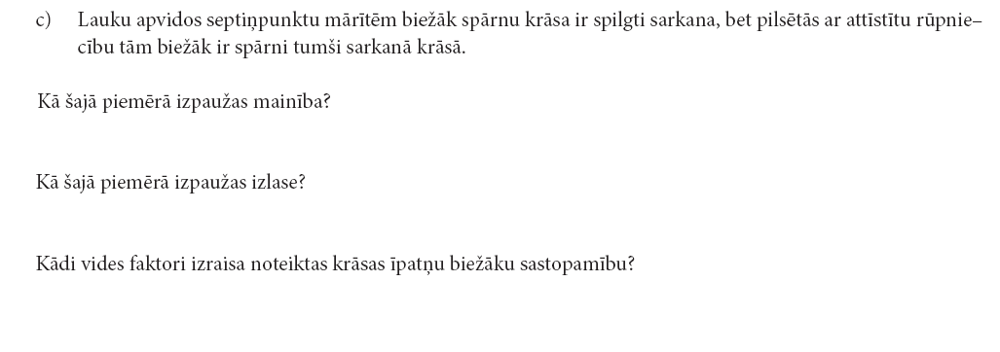 c) Lauku apvidos septiņpunktu mārītēm biežāk spārnu krāsa ir spilgti sarkana, bet pilsētās ar attīstītu rūpnie–
cību tām biežāk ir spārni tumši sarkanā krāsā.
Kā šajā piemērā izpaužas mainība?
Kā šajā piemērā izpaužas izlase?
Kādi vides faktori izraisa noteiktas krāsas īpatņu biežāku sastopamību?